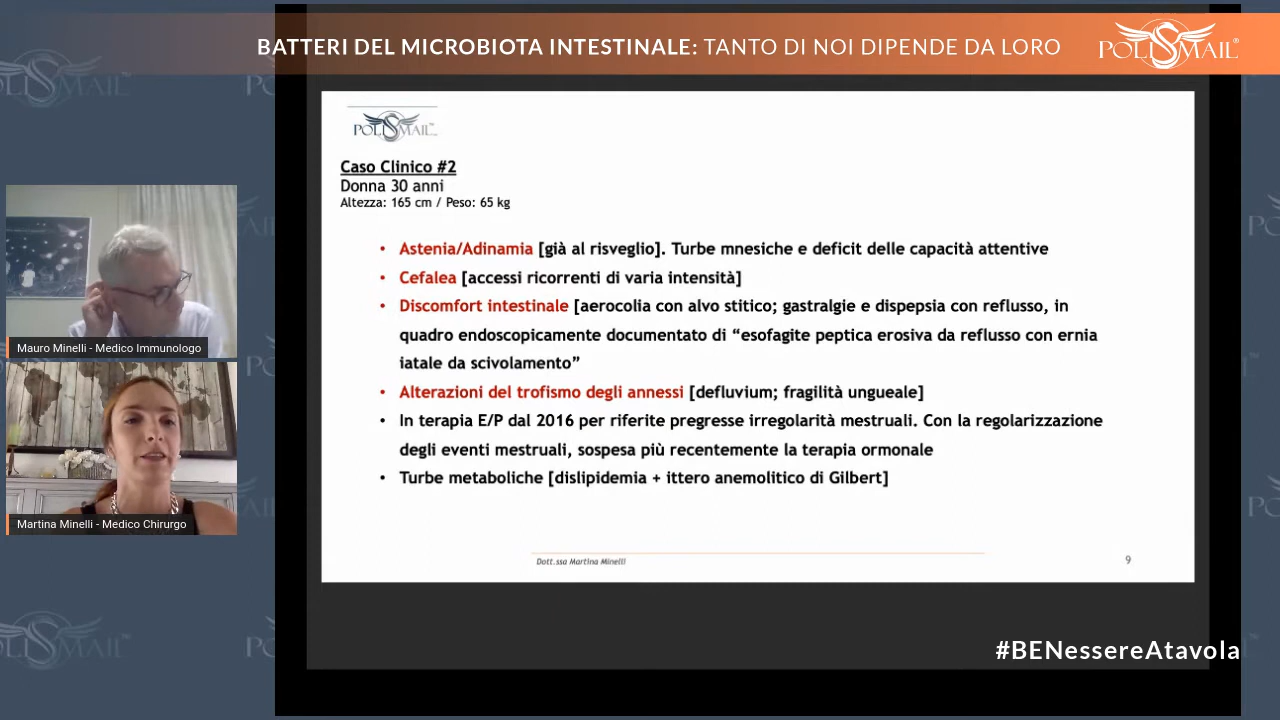 BATTERI DEL MICROBIOTA INTESTINALE: TANTO DI NOI DIPENDE DA LORO
POLISMAIL
POLISMAIL
Caso Clinico #2
Donna 30 anni
Altezza: 165 cm / Peso: 65 kg
• Astenia/Adinamia [già al risveglio]. Turbe mnesiche e deficit delle capacità attentive
• Cefalea [accessi ricorrenti di varia intensità]
• Discomfort intestinale [aerocolia con alvo stitico; gastralgie e dispepsia con reflusso, in
quadro endoscopicamente documentato di “esofagite peptica erosiva da reflusso con ernia
iatale da scivolamento”
• Alterazioni del trofismo degli annessi [defluvium; fragilità ungueale]
• In terapia E/P dal 2016 per riferite pregresse irregolarità mestruali. Con la regolarizzazione
degli eventi mestruali, sospesa più recentemente la terapia ormonale
• Turbe metaboliche [dislipidemia + ittero anemolitico di Gilbert]
Dott.ssa Martina Minelli
9
Mauro Minelli - Medico Immunologo
Martina Minelli - Medico Chirurgo
#BENessereAtavola